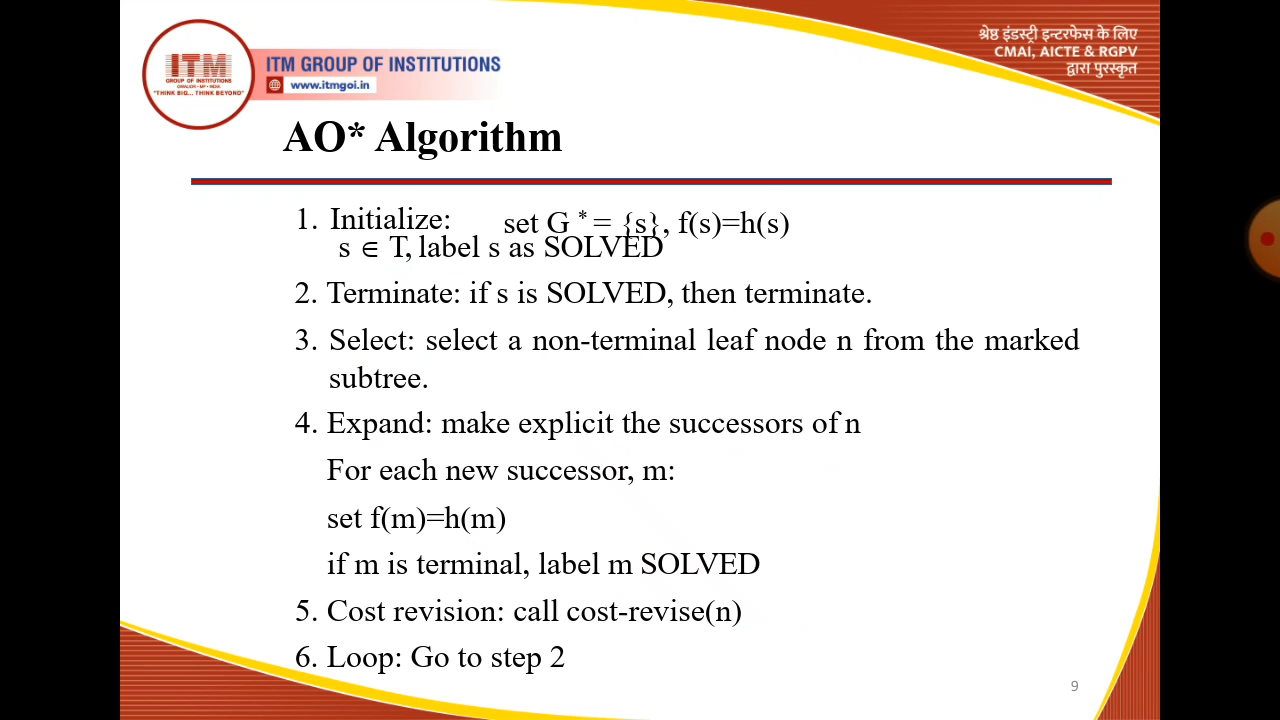 ITM
GROUP OF INSTITUTIONS
GWALIOR • MP • INDIA
"THINK BIG... THINK BEYOND"
ITM GROUP OF INSTITUTIONS
www.itmgoi.in
श्रेष्ठ इंडस्ट्री इन्टरफेस के लिए
CMAI, AICTE & RGPV
द्वारा पुरस्कृत
AO* Algorithm
1. Initialize: set G * = {s}, f(s)=h(s)
s ∈ T, label s as SOLVED
2. Terminate: if s is SOLVED, then terminate.
3. Select: select a non-terminal leaf node n from the marked
subtree.
4. Expand: make explicit the successors of n
For each new successor, m:
set f(m)=h(m)
if m is terminal, label m SOLVED
5. Cost revision: call cost-revise(n)
6. Loop: Go to step 2
9